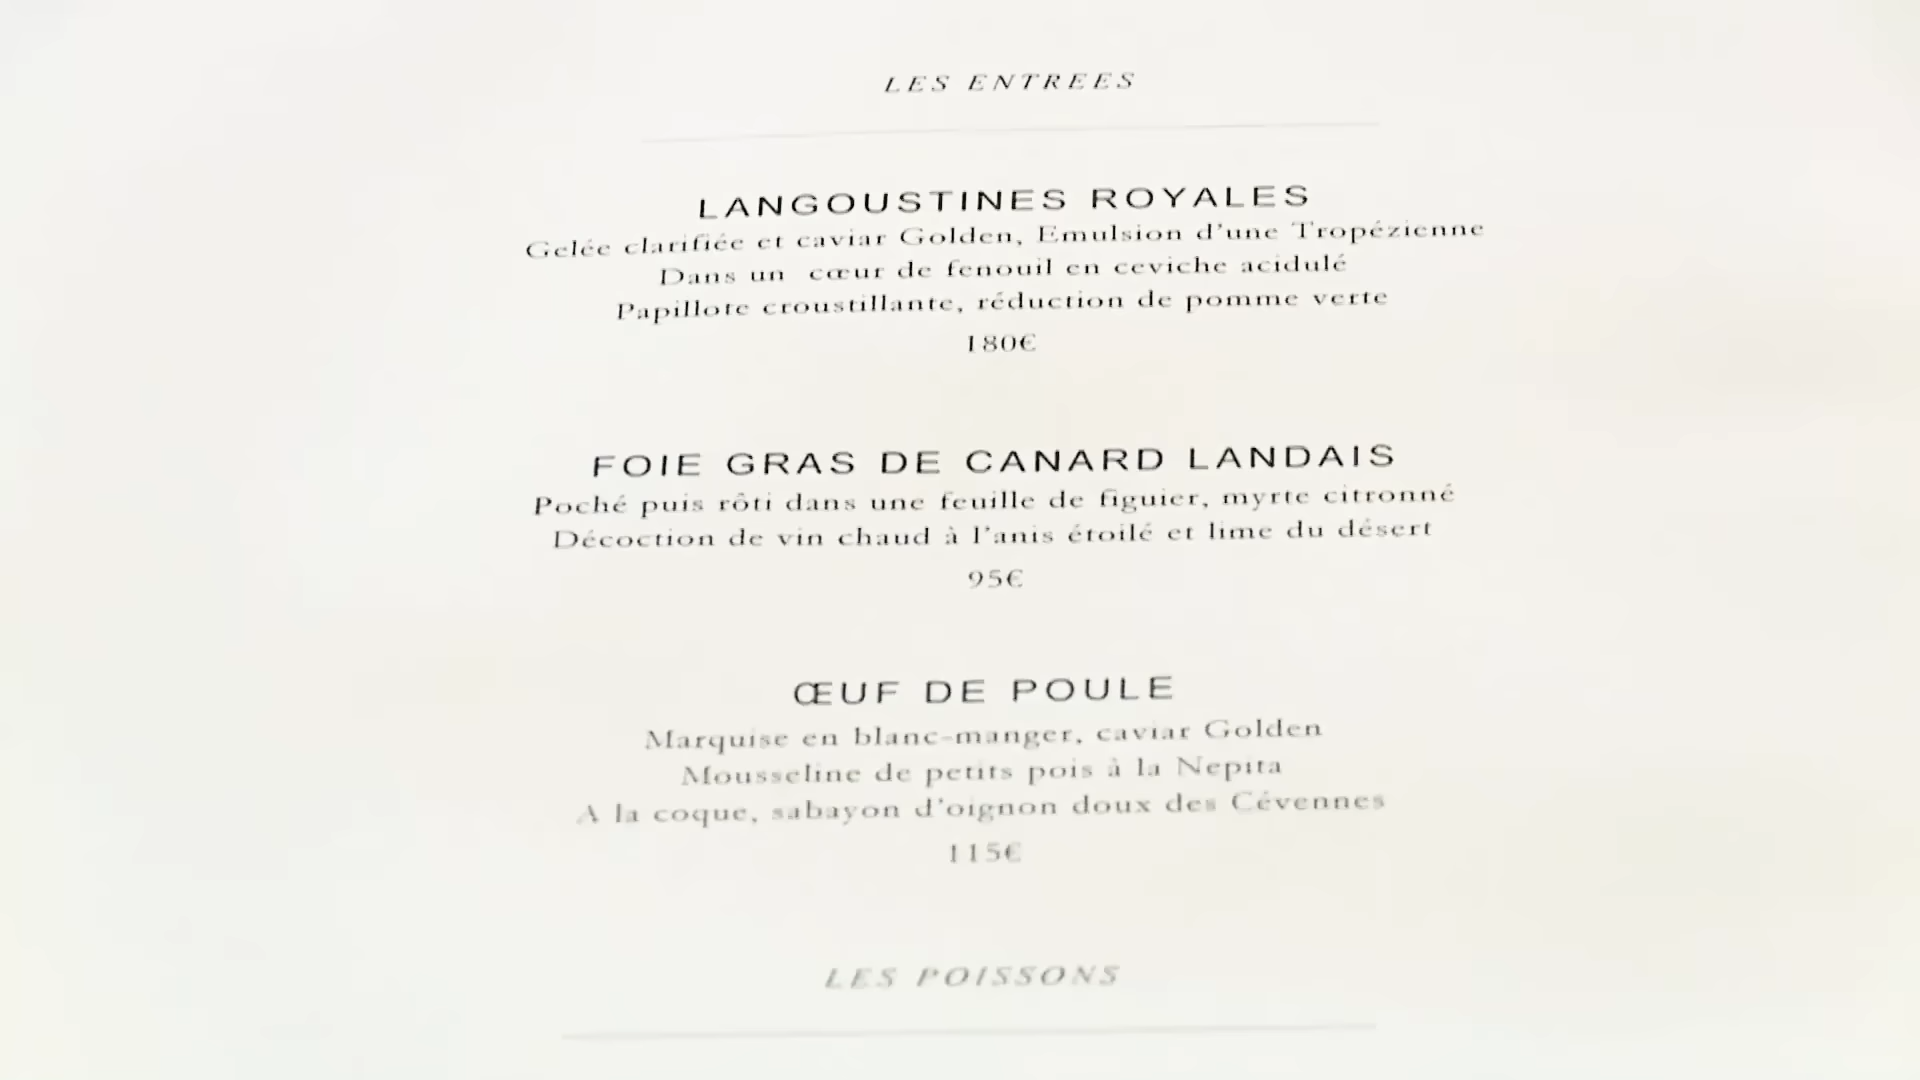 LES ENTREES
LANGOUSTINES ROYALES
Gelée clarifiée et caviar Golden, Emulsion d'une Tropézienne
Dans un cœur de fenouil en ceviche acidulé
Papillote croustillante, réduction de pomme verte
180€
FOIE GRAS DE CANARD LANDAIS
Poché puis rôti dans une feuille de figuier, myrte citronné
Décoction de vin chaud à l'anis étoilé et lime du désert
95€
ŒUF DE POULE
Marquise en blanc-manger, caviar Golden
Mousseline de petits pois à la Nepita
A la coque, sabayon d'oignon doux des Cévennes
115€
LES POISSONS